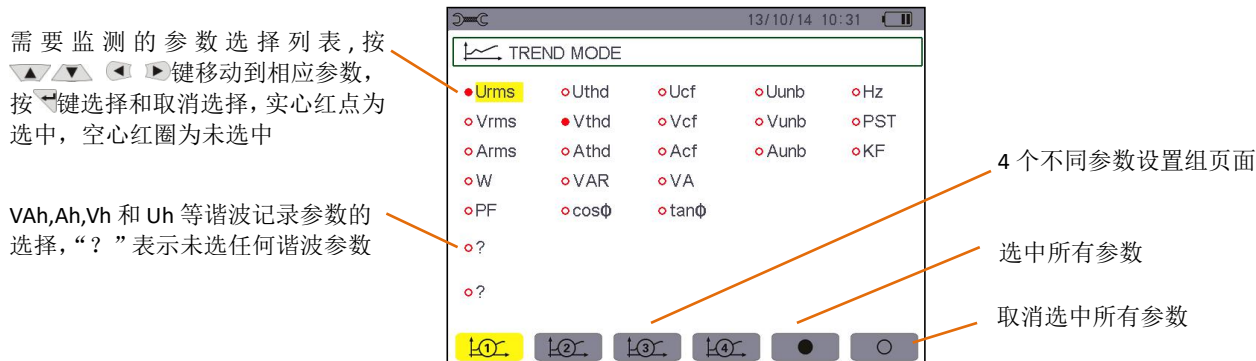 需要监测的参数选择列表,按
▲ ▼ ◀ ▶键移动到相应参数，
按 ↵键选择和取消选择，实心红点为
选中，空心红圈为未选中
VAh,Ah,Vh 和 Uh 等谐波记录参数的
选择，“？”表示未选任何谐波参数
13/10/14 10:31
TREND MODE
Urms Uthd Ucf Uunb Hz
Vrms Vthd Vcf Vunb PST
Arms Athd Acf Aunb KF
W VAR VA
PF cosΦ tanΦ
?
?
1 2 3 4
4 个不同参数设置组页面
选中所有参数
取消选中所有参数